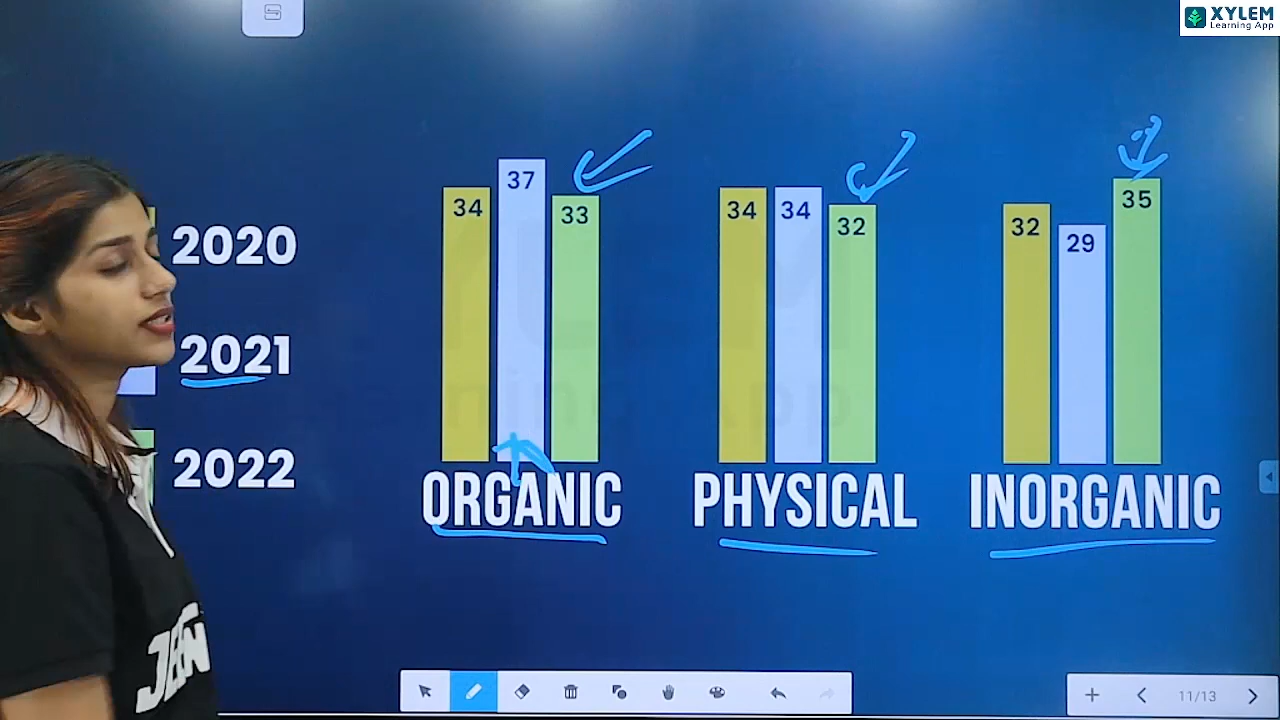 XYLEM
Learning App
2020
2021
2022
34
37
33
ORGANIC
34
34
32
PHYSICAL
32
29
35
INORGANIC
11/13